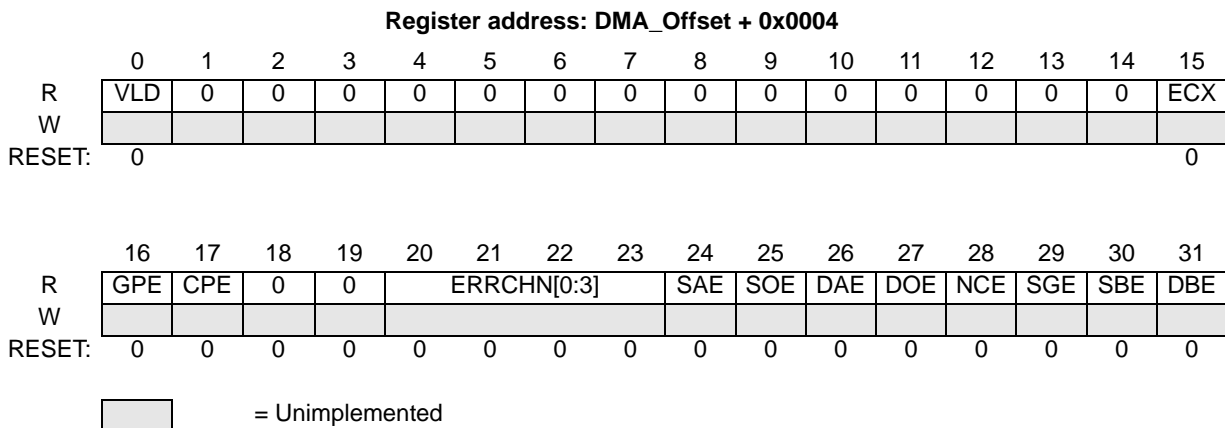 Register address: DMA_Offset + 0x0004
0 1 2 3 4 5 6 7 8 9 10 11 12 13 14 15
R VLD 0 0 0 0 0 0 0 0 0 0 0 0 0 0 ECX
W
RESET: 0 0
16 17 18 19 20 21 22 23 24 25 26 27 28 29 30 31
R GPE CPE 0 0 ERRCHN[0:3] SAE SOE DAE DOE NCE SGE SBE DBE
W
RESET: 0 0 0 0 0 0 0 0 0 0 0 0 0 0 0 0
= Unimplemented